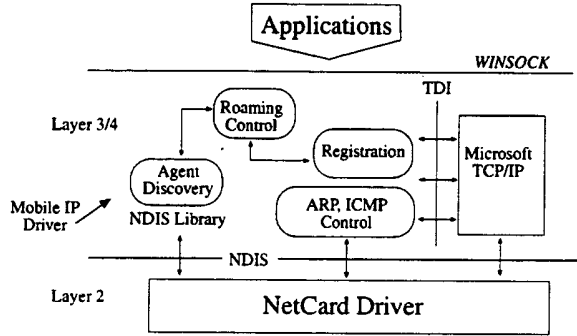 Applications
WINSOCK
TDI
Layer 3/4
Roaming
Control
Registration
Microsoft
TCP/IP
Agent
Discovery
Mobile IP
Driver
NDIS Library
ARP, ICMP
Control
NDIS
Layer 2
NetCard Driver